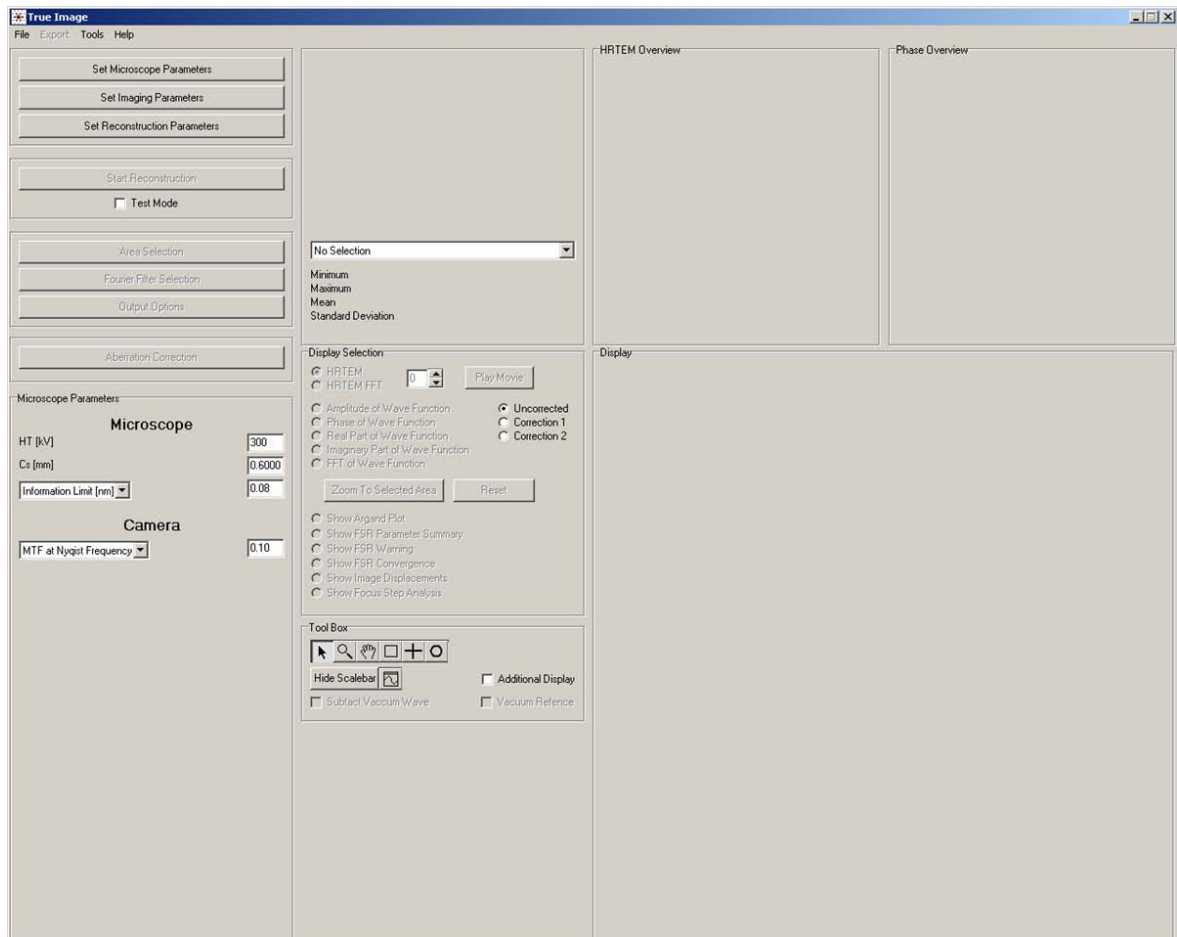 True Image
File Export Tools Help
Set Microscope Parameters
Set Imaging Parameters
Set Reconstruction Parameters
Start Reconstruction
Test Mode
Area Selection
Fourier Filter Selection
Output Options
Aberration Correction
Microscope Parameters
Microscope
HT [kV] 300
Cs [mm] 0.6000
Information Limit [nm] 0.08
Camera
MTF at Nyqist Frequency 0.10
No Selection
Minimum
Maximum
Mean
Standard Deviation
Display Selection
HRTEM
HRTEM FFT
0
Play Movie
Amplitude of Wave Function
Phase of Wave Function
Real Part of Wave Function
Imaginary Part of Wave Function
FFT of Wave Function
Uncorrected
Correction 1
Correction 2
Zoom To Selected Area Reset
Show Argand Plot
Show FSR Parameter Summary
Show FSR Warning
Show FSR Convergence
Show Image Displacements
Show Focus Step Analysis
Tool Box
Hide Scalebar
Additional Display
Subtact Vaccum Wave
Vacuum Refence
HRTEM Overview
Phase Overview
Display